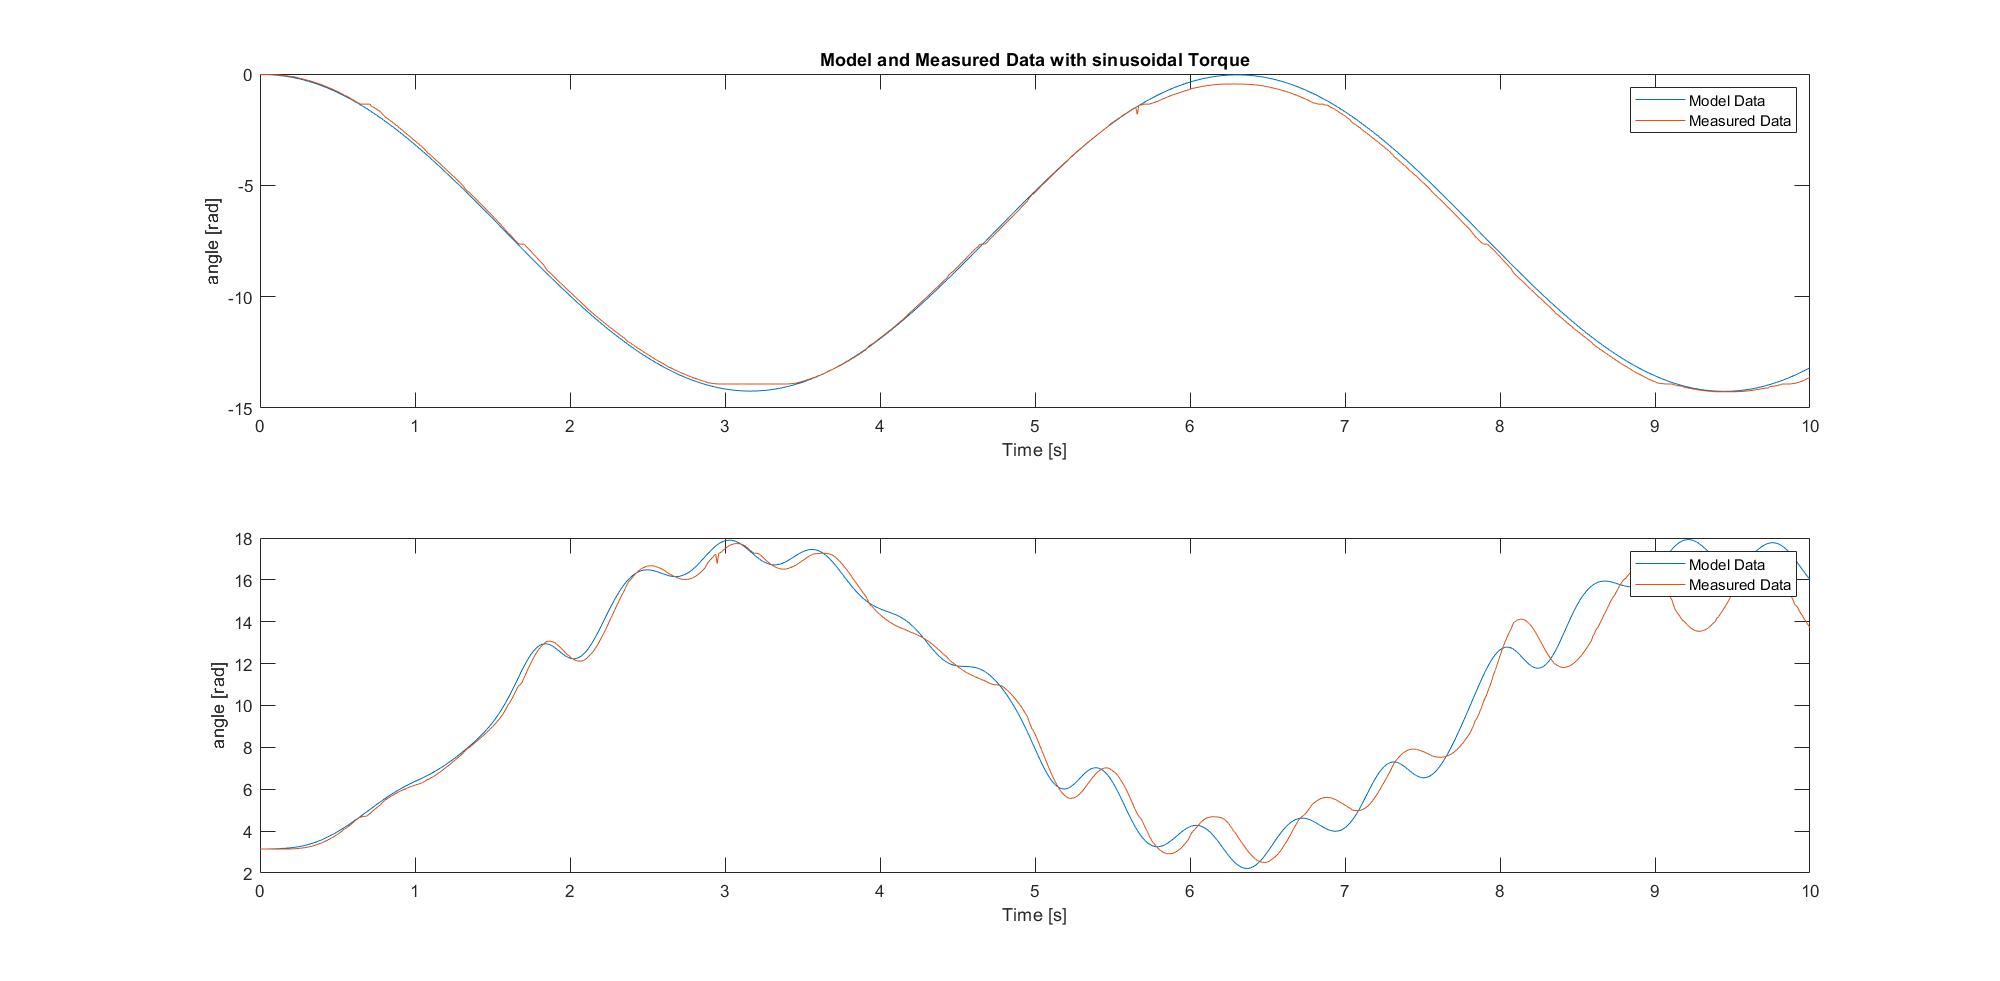 Model and Measured Data with sinusoidal Torque
0
-5
-10
-15
angle [rad]
Model Data
Measured Data
0 1 2 3 4 5 6 7 8 9 10
Time [s]
18
16
14
12
10
8
6
4
2
angle [rad]
Model Data
Measured Data
0 1 2 3 4 5 6 7 8 9 10
Time [s]